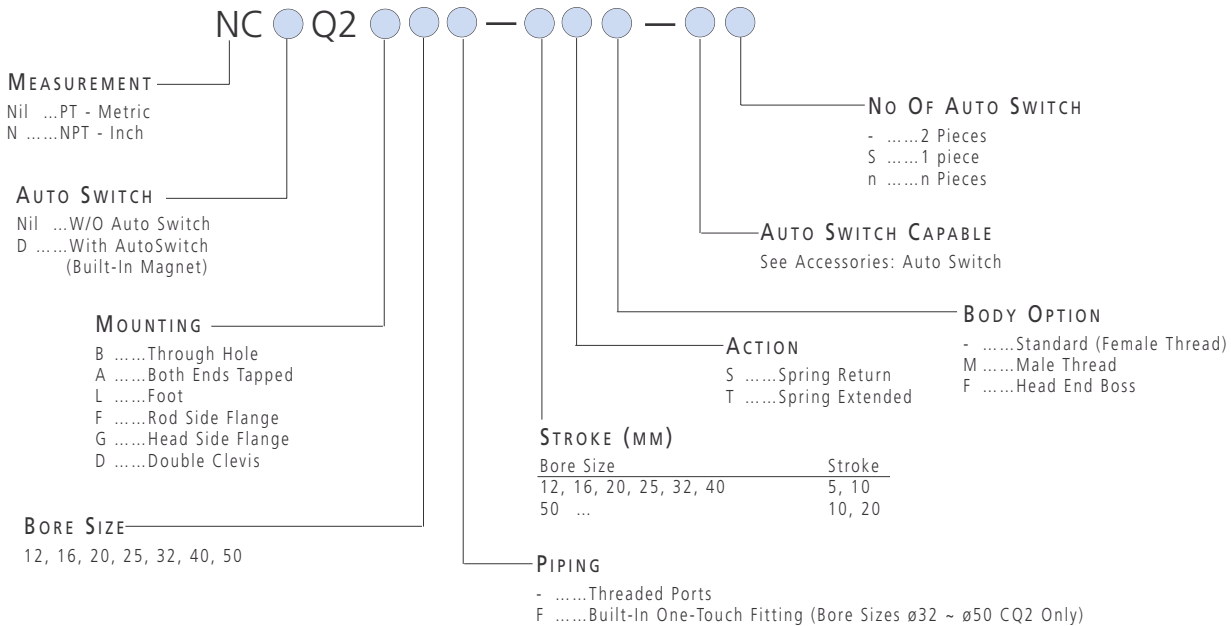 NC Q2 — —
MEASUREMENT
Nil ...PT - Metric
N ......NPT - Inch
AUTO SWITCH
Nil ...W/O Auto Switch
D ......With AutoSwitch
(Built-In Magnet)
MOUNTING
B ......Through Hole
A ......Both Ends Tapped
L ......Foot
F ......Rod Side Flange
G ......Head Side Flange
D ......Double Clevis
BORE SIZE
12, 16, 20, 25, 32, 40, 50
PIPING
- ......Threaded Ports
F ......Built-In One-Touch Fitting (Bore Sizes ø32 ~ ø50 CQ2 Only)
STROKE (MM)
Bore Size Stroke
12, 16, 20, 25, 32, 40 5, 10
50 ... 10, 20
ACTION
S ......Spring Return
T ......Spring Extended
BODY OPTION
- ......Standard (Female Thread)
M ......Male Thread
F ......Head End Boss
AUTO SWITCH CAPABLE
See Accessories: Auto Switch
NO OF AUTO SWITCH
- ......2 Pieces
S ......1 piece
n ......n Pieces